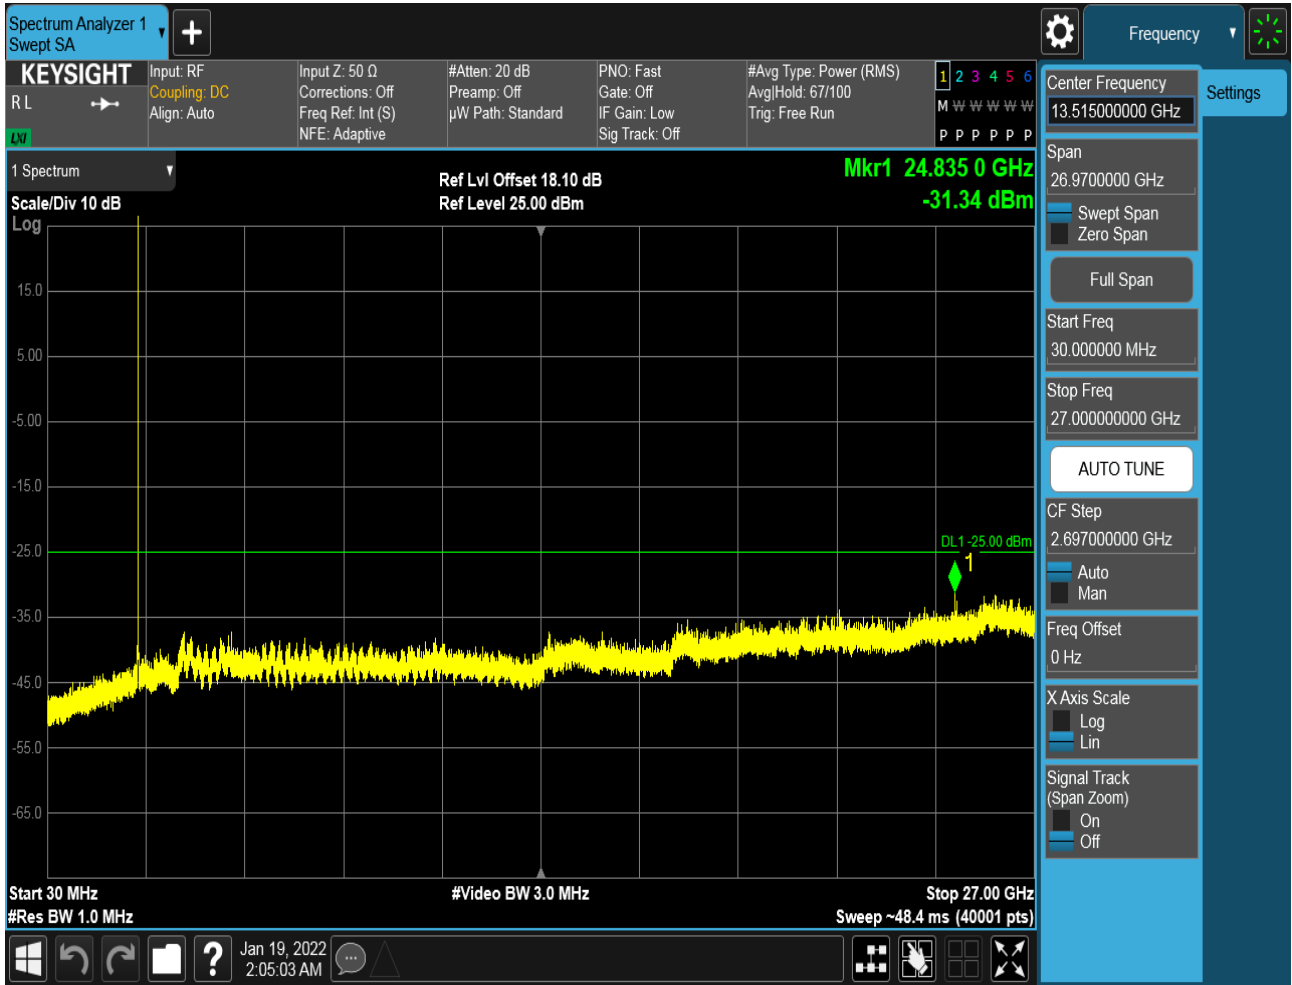 Spectrum Analyzer 1
Swept SA
Frequency
KEYSIGHT
R L
LXI
Input: RF
Coupling: DC
Align: Auto
Input Z: 50 Ω
Corrections: Off
Freq Ref: Int (S)
NFE: Adaptive
#Atten: 20 dB
Preamp: Off
µW Path: Standard
PNO: Fast
Gate: Off
IF Gain: Low
Sig Track: Off
#Avg Type: Power (RMS)
Avg|Hold: 67/100
Trig: Free Run
1 2 3 4 5 6
M W W W W W
P P P P P P
1 Spectrum
Scale/Div 10 dB
Log
Ref Lvl Offset 18.10 dB
Ref Level 25.00 dBm
Mkr1 24.835 0 GHz
-31.34 dBm
15.0
5.00
-5.00
-15.0
-25.0
-35.0
-45.0
-55.0
-65.0
DL1 -25.00 dBm
1
Start 30 MHz
#Res BW 1.0 MHz
#Video BW 3.0 MHz
Stop 27.00 GHz
Sweep ~48.4 ms (40001 pts)
Center Frequency
13.515000000 GHz
Settings
Span
26.9700000 GHz
Swept Span
Zero Span
Full Span
Start Freq
30.000000 MHz
Stop Freq
27.000000000 GHz
AUTO TUNE
CF Step
2.697000000 GHz
Auto
Man
Freq Offset
0 Hz
X Axis Scale
Log
Lin
Signal Track
(Span Zoom)
On
Off
?
Jan 19, 2022
2:05:03 AM